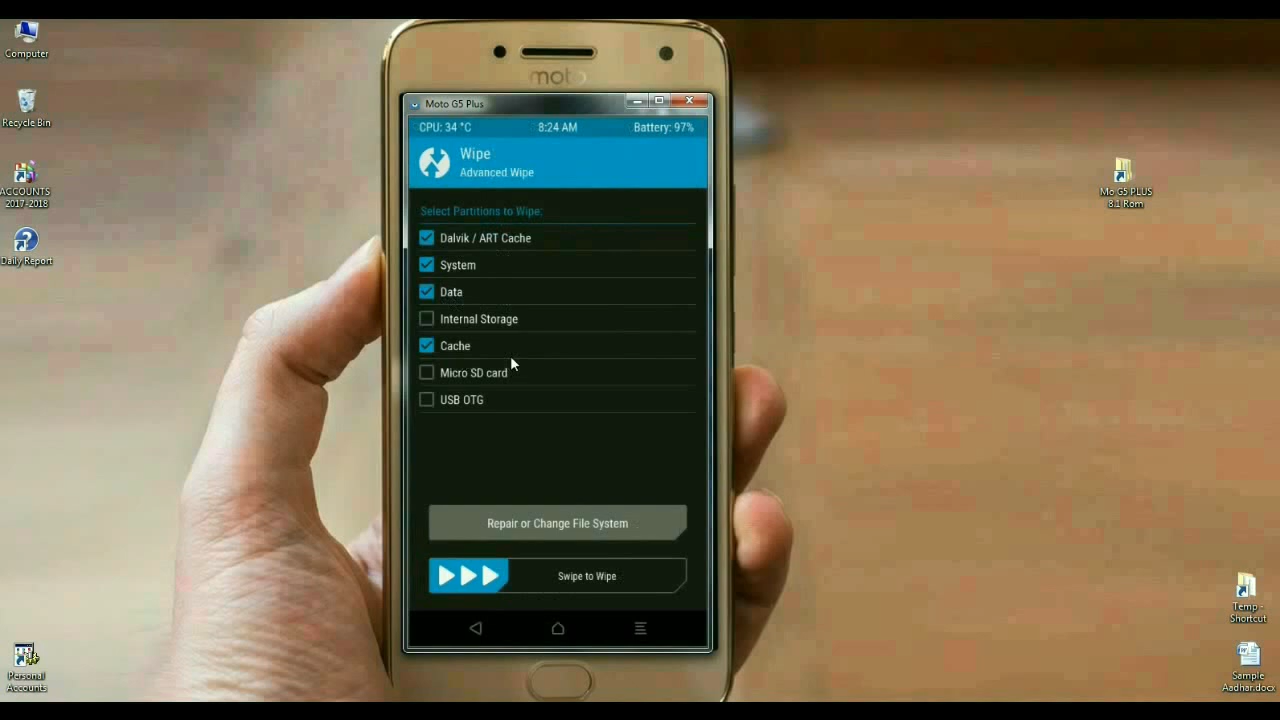 Computer
Recycle Bin
ACCOUNTS
2017-2018
Daily Report
Personal
Accounts
moto
Moto G5 Plus
CPU: 34 °C 8:24 AM Battery: 97%
Wipe
Advanced Wipe
Select Partitions to Wipe:
Dalvik / ART Cache
System
Data
Internal Storage
Cache
Micro SD card
USB OTG
Repair or Change File System
Swipe to Wipe
Mo G5 PLUS
8.1 Rom
Temp -
Shortcut
Sample
Aadhar.docx